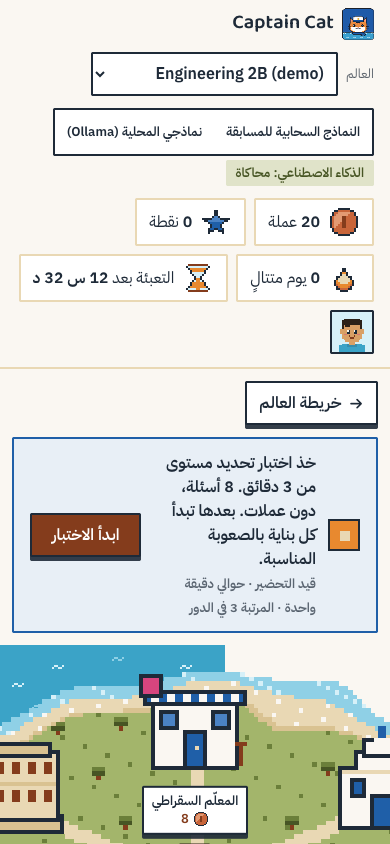 Captain Cat
العالم
Engineering 2B (demo)
النماذج السحابية للمسابقة
نماذجي المحلية (Ollama)
الذكاء الاصطناعي: محاكاة
20 عملة
0 نقطة
0 يوم متتالٍ
التعبئة بعد 12 س 32 د
→ خريطة العالم
خذ اختبار تحديد مستوى
من 3 دقائق. 8 أسئلة،
دون عملات. بعدها تبدأ
كل بناية بالصعوبة
المناسبة.
قيد التحضير · حوالي دقيقة
واحدة · المرتبة 3 في الدور
ابدأ الاختبار
المعلّم السقراطي
8